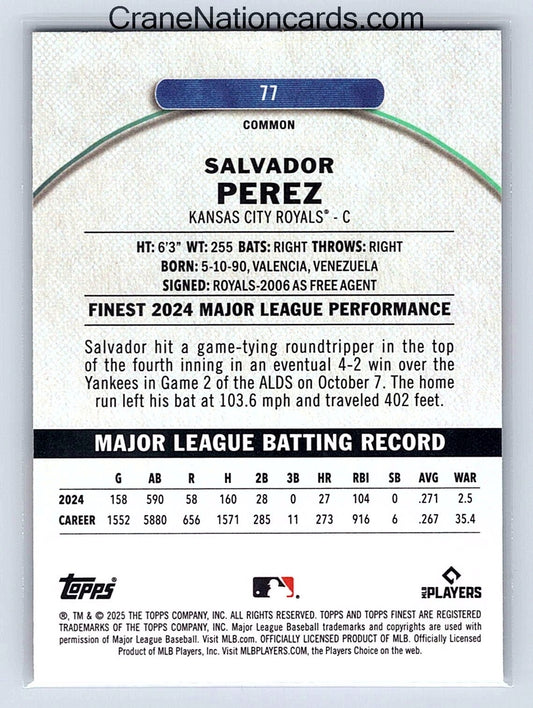 CraneNationcards.com
77
COMMON
SALVADOR
PEREZ
KANSAS CITY ROYALS® - C
HT: 6'3" WT: 255 BATS: RIGHT THROWS: RIGHT
BORN: 5-10-90, VALENCIA, VENEZUELA
SIGNED: ROYALS-2006 AS FREE AGENT
FINEST 2024 MAJOR LEAGUE PERFORMANCE
Salvador hit a game-tying roundtripper in the top
of the fourth inning in an eventual 4-2 win over the
Yankees in Game 2 of the ALDS on October 7. The home
run left his bat at 103.6 mph and traveled 402 feet.
MAJOR LEAGUE BATTING RECORD
G AB R H 2B 3B HR RBI SB AVG WAR
2024 158 590 58 160 28 0 27 104 0 .271 2.5
CAREER 1552 5880 656 1571 285 11 273 916 6 .267 35.4
topps
MLB PLAYERS
®, TM & © 2025 THE TOPPS COMPANY, INC. ALL RIGHTS RESERVED. TOPPS AND TOPPS FINEST ARE REGISTERED
TRADEMARKS OF THE TOPPS COMPANY, INC. Major League Baseball trademarks and copyrights are used with
permission of Major League Baseball. Visit MLB.com. OFFICIALLY LICENSED PRODUCT OF MLB. Officially Licensed
Product of MLB Players, Inc. Visit MLBPLAYERS.COM, the Players Choice on the web.